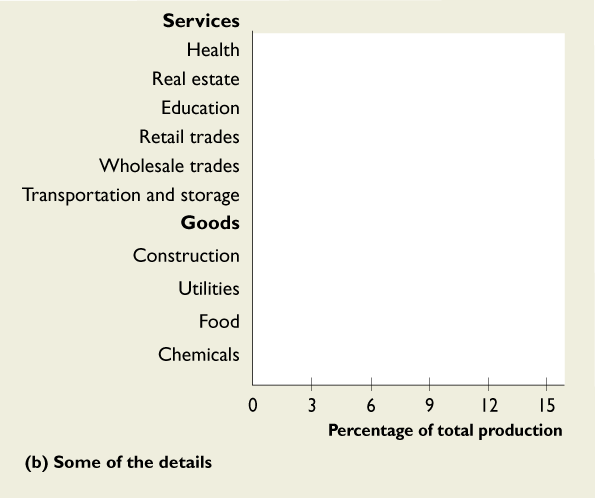 Services
Health
Real estate
Education
Retail trades
Wholesale trades
Transportation and storage
Goods
Construction
Utilities
Food
Chemicals
0 3 6 9 12 15
Percentage of total production
(b) Some of the details